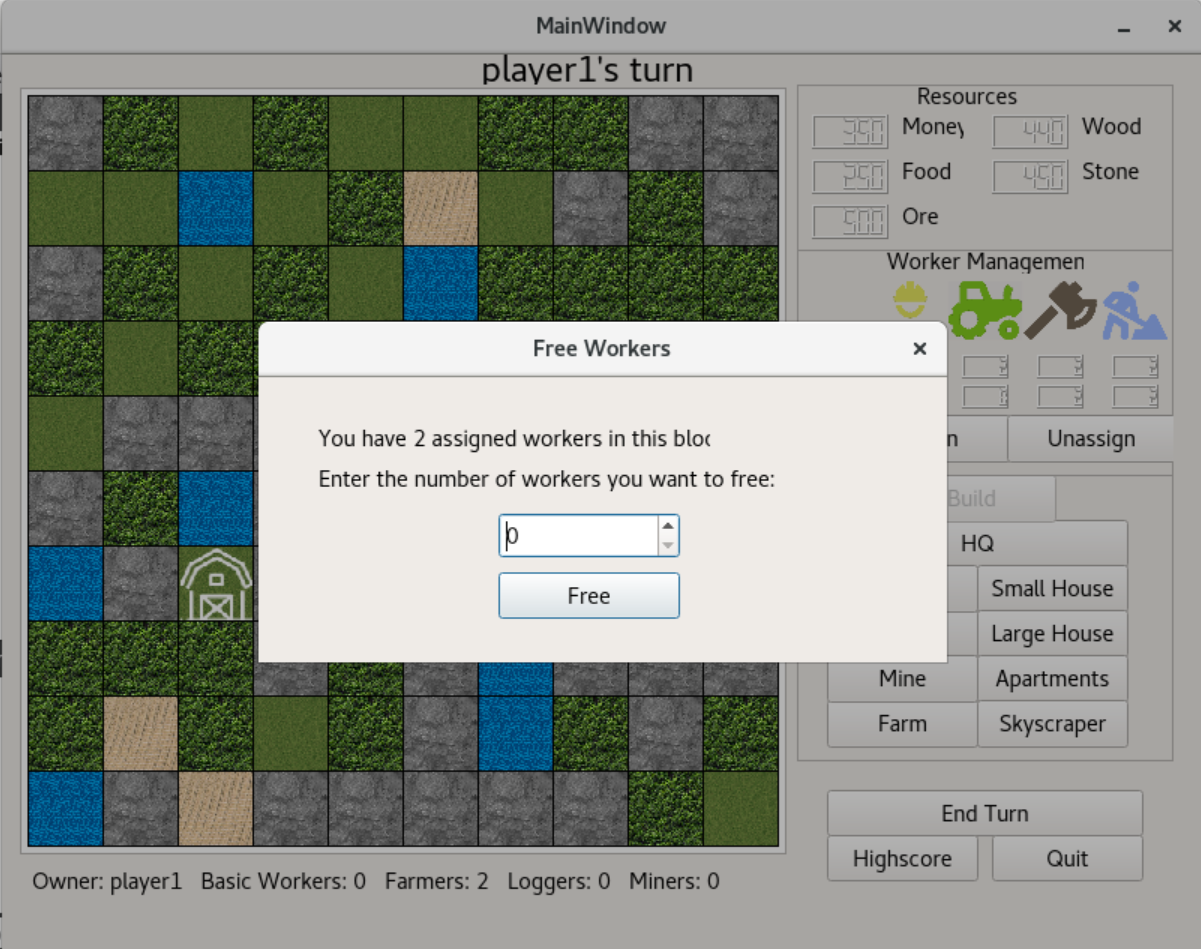 MainWindow
player1's turn
Resources
350 Money 440 Wood
250 Food 450 Stone
500 Ore
Worker Managemen
Free Workers
You have 2 assigned workers in this bloc
Enter the number of workers you want to free:
0
Free
n Unassign
Build
HQ
Small House
Large House
Mine Apartments
Farm Skyscraper
End Turn
Highscore Quit
Owner: player1 Basic Workers: 0 Farmers: 2 Loggers: 0 Miners: 0